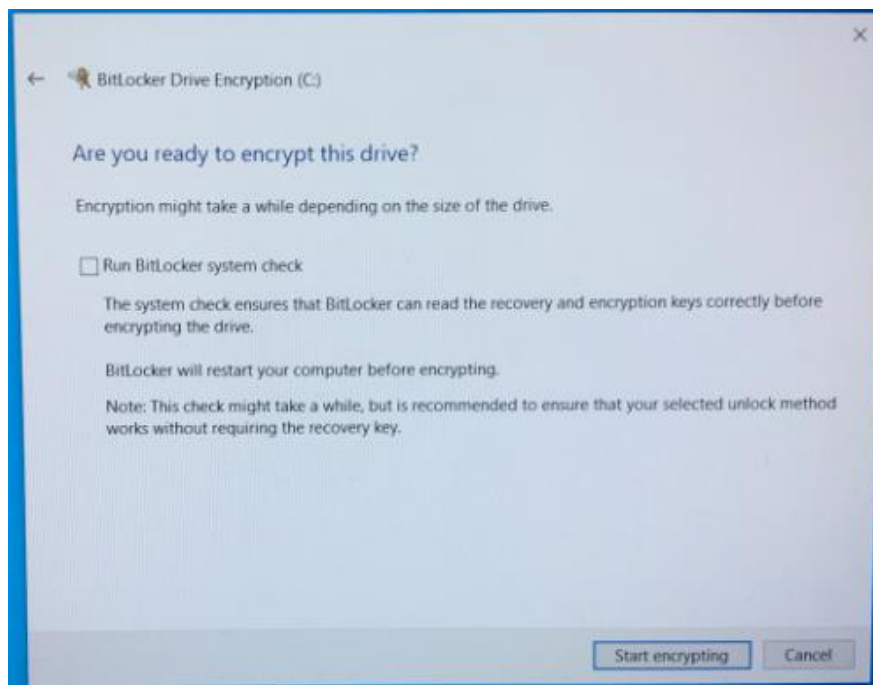 BitLocker Drive Encryption (C:)
Are you ready to encrypt this drive?
Encryption might take a while depending on the size of the drive.
Run BitLocker system check
The system check ensures that BitLocker can read the recovery and encryption keys correctly before
encrypting the drive.
BitLocker will restart your computer before encrypting.
Note: This check might take a while, but is recommended to ensure that your selected unlock method
works without requiring the recovery key.
Start encrypting
Cancel